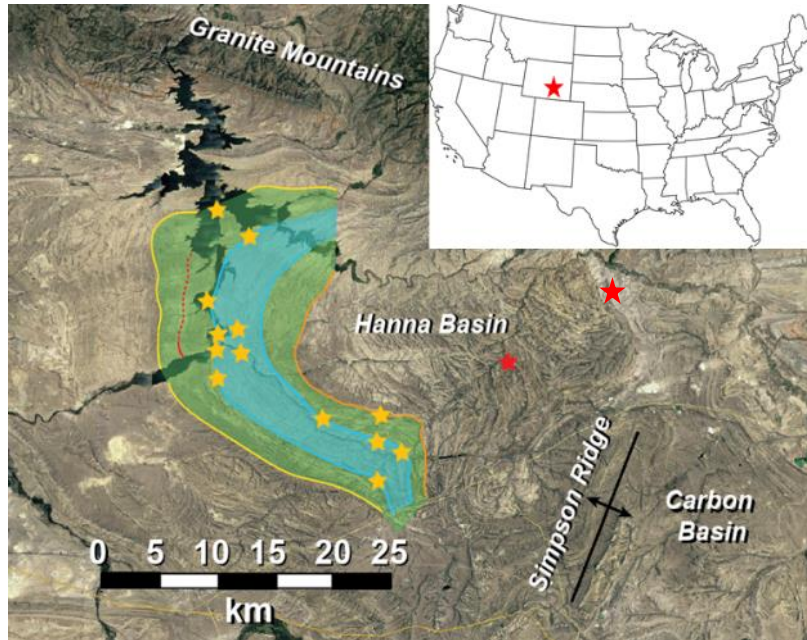 Granite Mountains
Hanna Basin
Simpson Ridge
Carbon
Basin
0 5 10 15 20 25
km